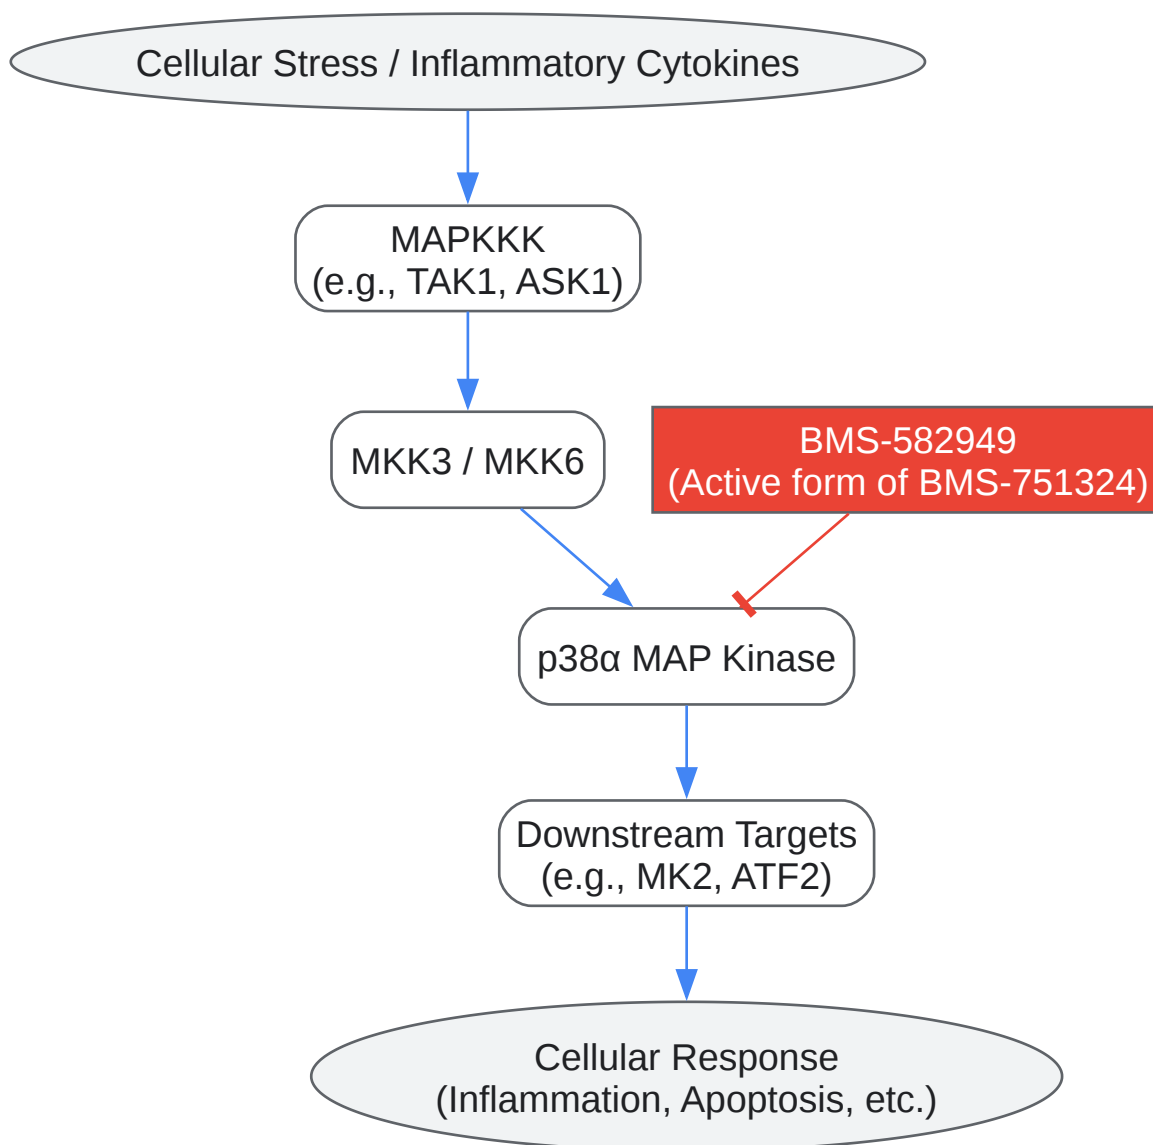 Cellular Stress / Inflammatory Cytokines
MAPKKK
(e.g., TAK1, ASK1)
MKK3 / MKK6
BMS-582949
(Active form of BMS-751324)
p38α MAP Kinase
Downstream Targets
(e.g., MK2, ATF2)
Cellular Response
(Inflammation, Apoptosis, etc.)